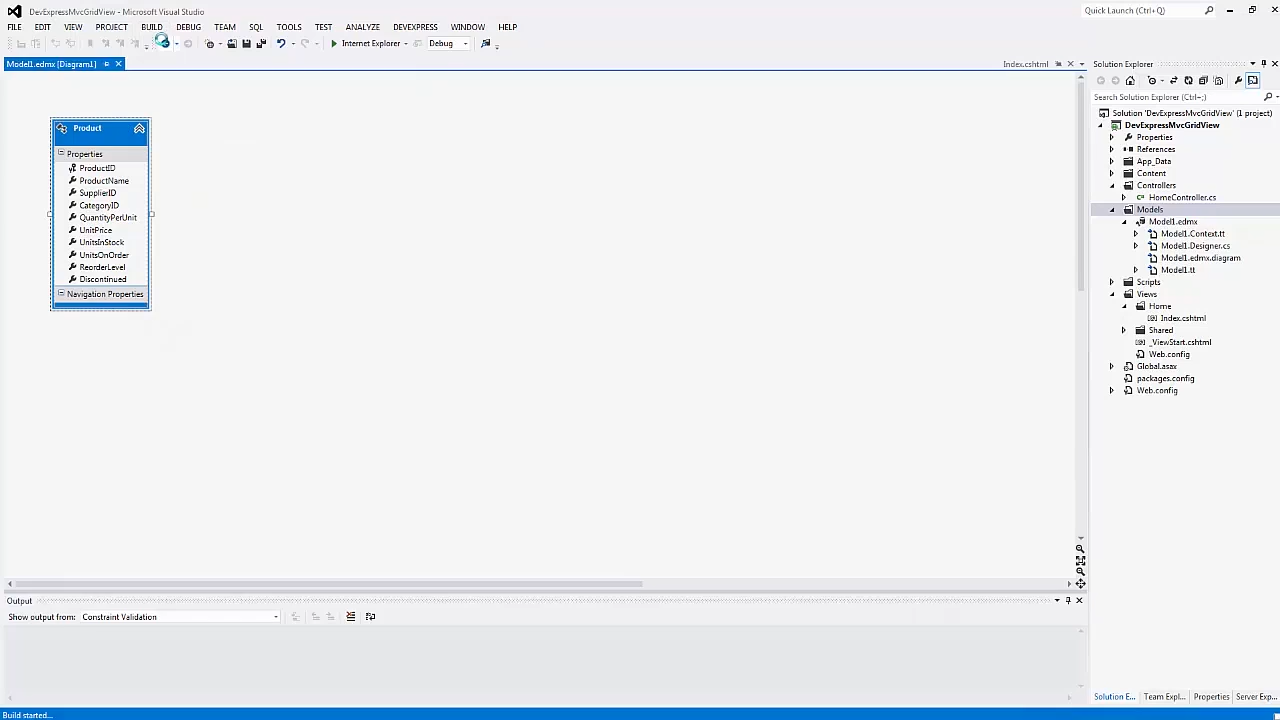 DevExpressMvcGridView - Microsoft Visual Studio
Quick Launch (Ctrl+;)
FILE EDIT VIEW PROJECT BUILD DEBUG TEAM SQL TOOLS TEST ANALYZE DEVEXPRESS WINDOW HELP
Internet Explorer Debug
Model1.edmx [Diagram1]
Index.cshtml
Product
Properties
ProductID
ProductName
SupplierID
CategoryID
QuantityPerUnit
UnitPrice
UnitsInStock
UnitsOnOrder
ReorderLevel
Discontinued
Navigation Properties
Solution Explorer
Search Solution Explorer (Ctrl+;)
Solution 'DevExpressMvcGridView' (1 project)
DevExpressMvcGridView
Properties
References
App_Data
Content
Controllers
HomeController.cs
Models
Model1.edmx
Model1.Context.tt
Model1.Designer.cs
Model1.edmx.diagram
Model1.tt
Scripts
Views
Home
Index.cshtml
Shared
_ViewStart.cshtml
Web.config
Global.asax
packages.config
Web.config
Output
Show output from: Constraint Validation
Solution E... Team Expl... Properties Server Exp...
Build started...